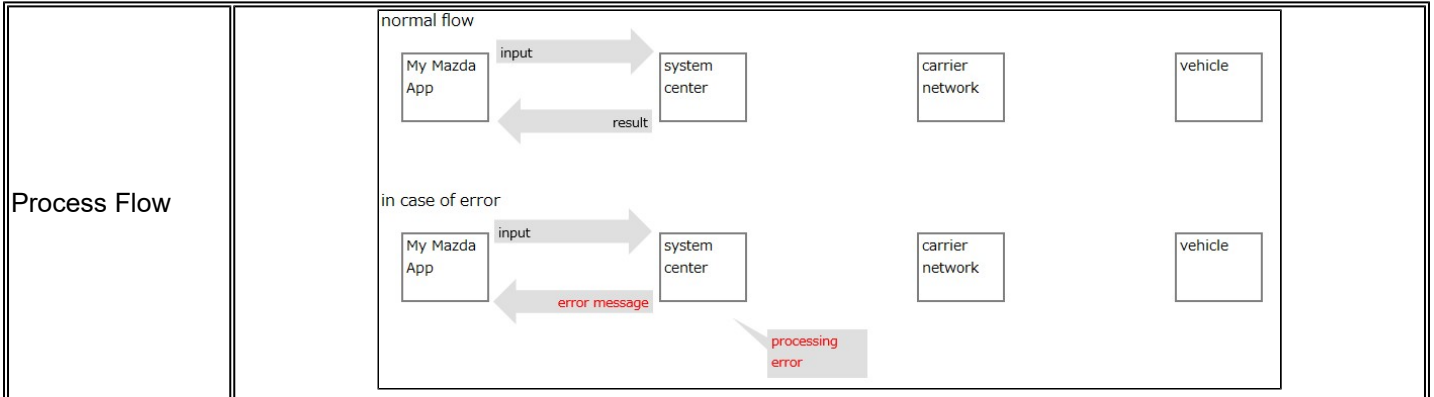 Process Flow
normal flow
My Mazda
App
input
result
system
center
carrier
network
vehicle
in case of error
My Mazda
App
input
error message
system
center
processing
error
carrier
network
vehicle